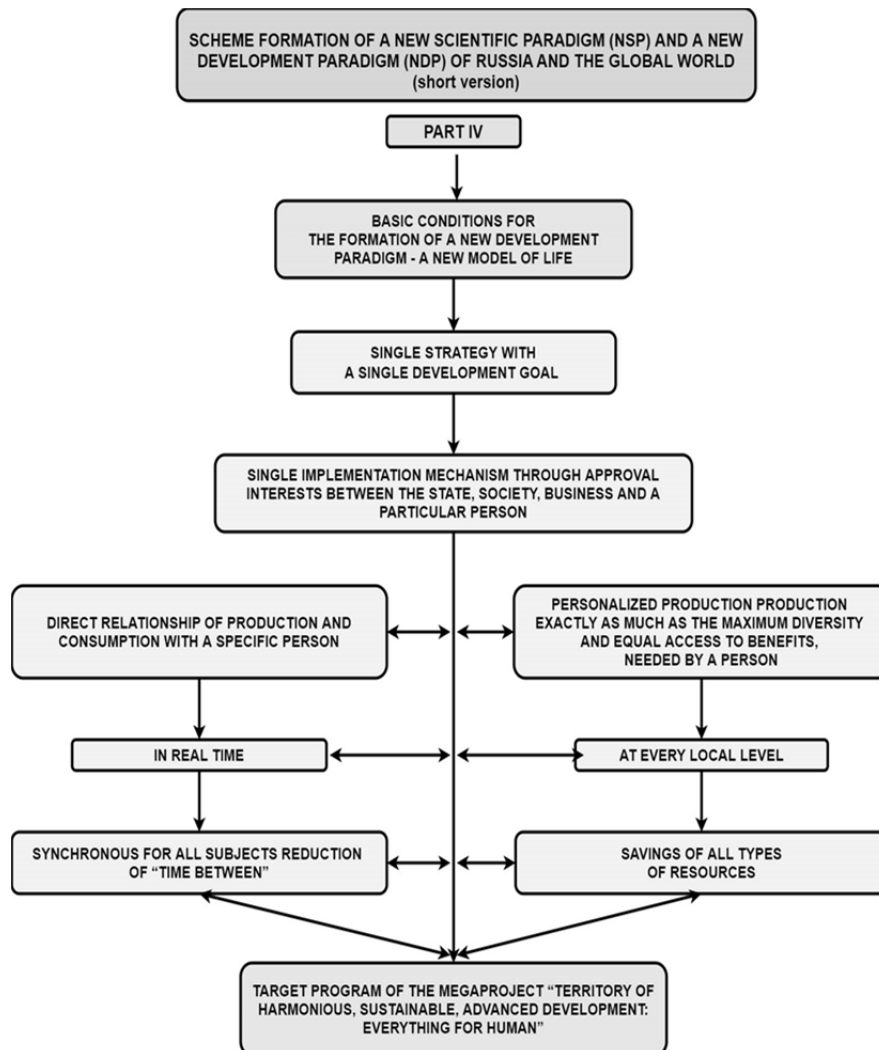 SCHEME FORMATION OF A NEW SCIENTIFIC PARADIGM (NSP) AND A NEW
DEVELOPMENT PARADIGM (NDP) OF RUSSIA AND THE GLOBAL WORLD
(short version)
PART IV
BASIC CONDITIONS FOR
THE FORMATION OF A NEW DEVELOPMENT
PARADIGM - A NEW MODEL OF LIFE
SINGLE STRATEGY WITH
A SINGLE DEVELOPMENT GOAL
SINGLE IMPLEMENTATION MECHANISM THROUGH APPROVAL
INTERESTS BETWEEN THE STATE, SOCIETY, BUSINESS AND A
PARTICULAR PERSON
DIRECT RELATIONSHIP OF PRODUCTION AND
CONSUMPTION WITH A SPECIFIC PERSON
PERSONALIZED PRODUCTION PRODUCTION
EXACTLY AS MUCH AS THE MAXIMUM DIVERSITY
AND EQUAL ACCESS TO BENEFITS,
NEEDED BY A PERSON
IN REAL TIME
AT EVERY LOCAL LEVEL
SYNCHRONOUS FOR ALL SUBJECTS REDUCTION
OF “TIME BETWEEN”
SAVINGS OF ALL TYPES
OF RESOURCES
TARGET PROGRAM OF THE MEGAPROJECT “TERRITORY OF
HARMONIOUS, SUSTAINABLE, ADVANCED DEVELOPMENT:
EVERYTHING FOR HUMAN”